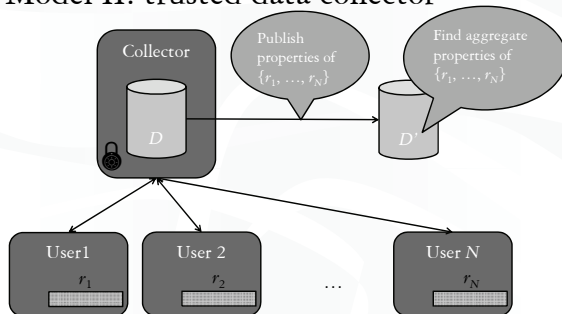 Model II: trusted data collector
Collector
Publish
properties of
{r1, …, rN}
Find aggregate
properties of
{r1, …, rN}
D
D'
User1
User 2
User N
r1
r2
…
rN